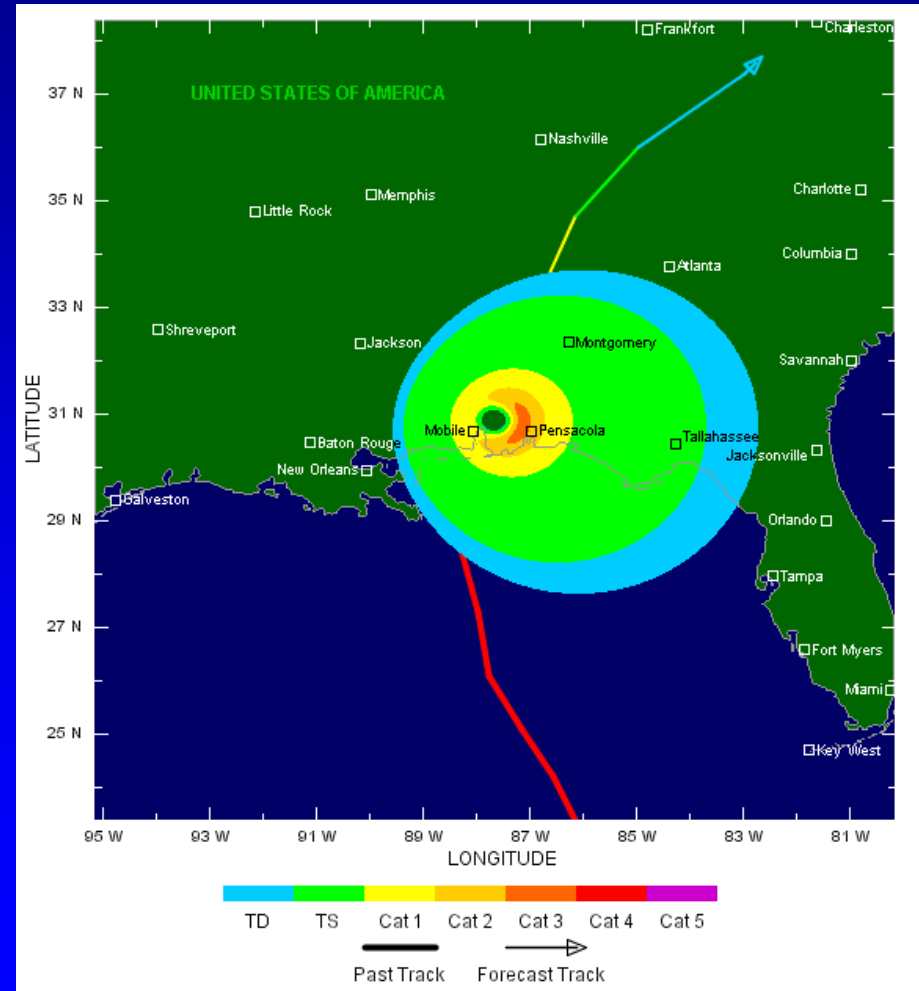 Frankfort
Charleston
37 N
UNITED STATES OF AMERICA
Nashville
35 N
Memphis
Charlotte
Little Rock
Columbia
Atlanta
33 N
Shreveport
Jackson
Montgomery
Savannah
31 N
Mobile
Pensacola
Baton Rouge
Tallahassee
Jacksonville
New Orleans
Galveston
29 N
Orlando
Tampa
27 N
Fort Myers
Miami
25 N
Key West
LATITUDE
95 W 93 W 91 W 89 W 87 W 85 W 83 W 81 W
LONGITUDE
TD TS Cat 1 Cat 2 Cat 3 Cat 4 Cat 5
Past Track Forecast Track